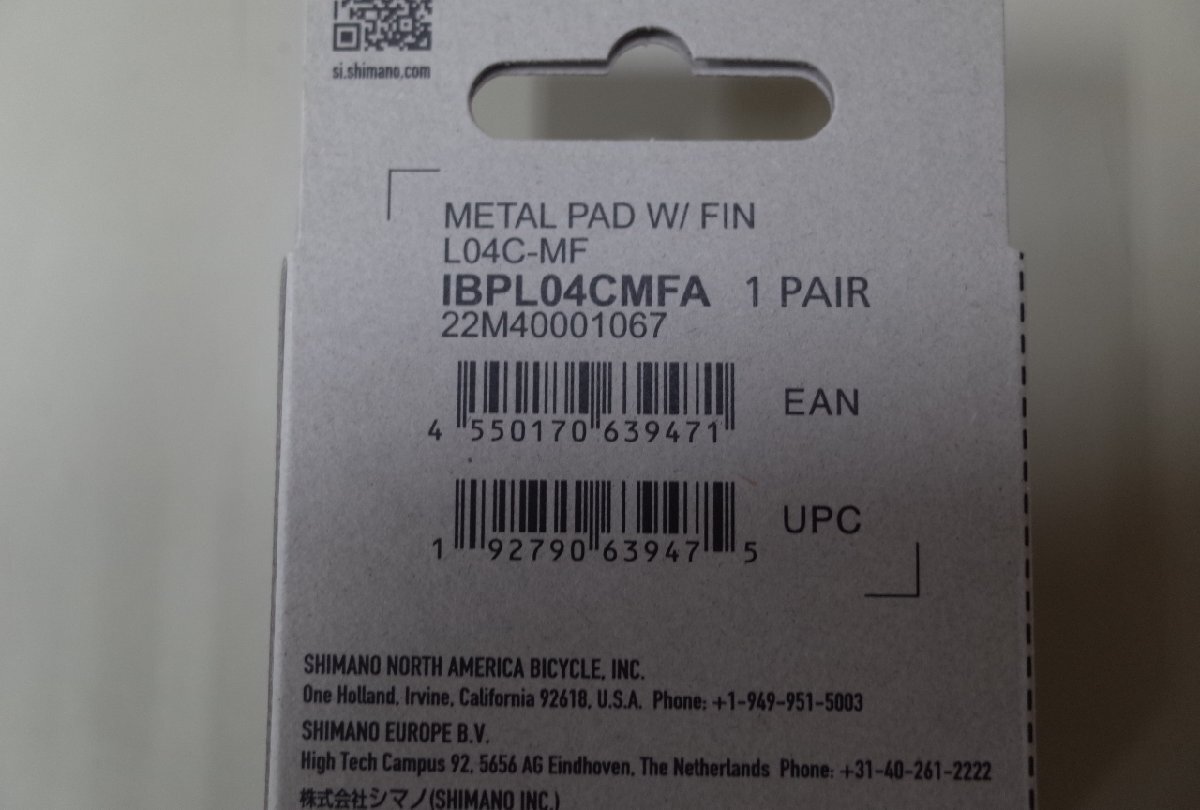 si.shimano.com
METAL PAD W/ FIN
L04C-MF
IBPL04CMFA 1 PAIR
22M40001067
4 550170 639471 EAN
1 92790 63947 5 UPC
SHIMANO NORTH AMERICA BICYCLE, INC.
One Holland, Irvine, California 92618, U.S.A. Phone: +1-949-951-5003
SHIMANO EUROPE B.V.
High Tech Campus 92, 5656 AG Eindhoven, The Netherlands Phone: +31-40-261-2222
株式会社シマノ(SHIMANO INC.)